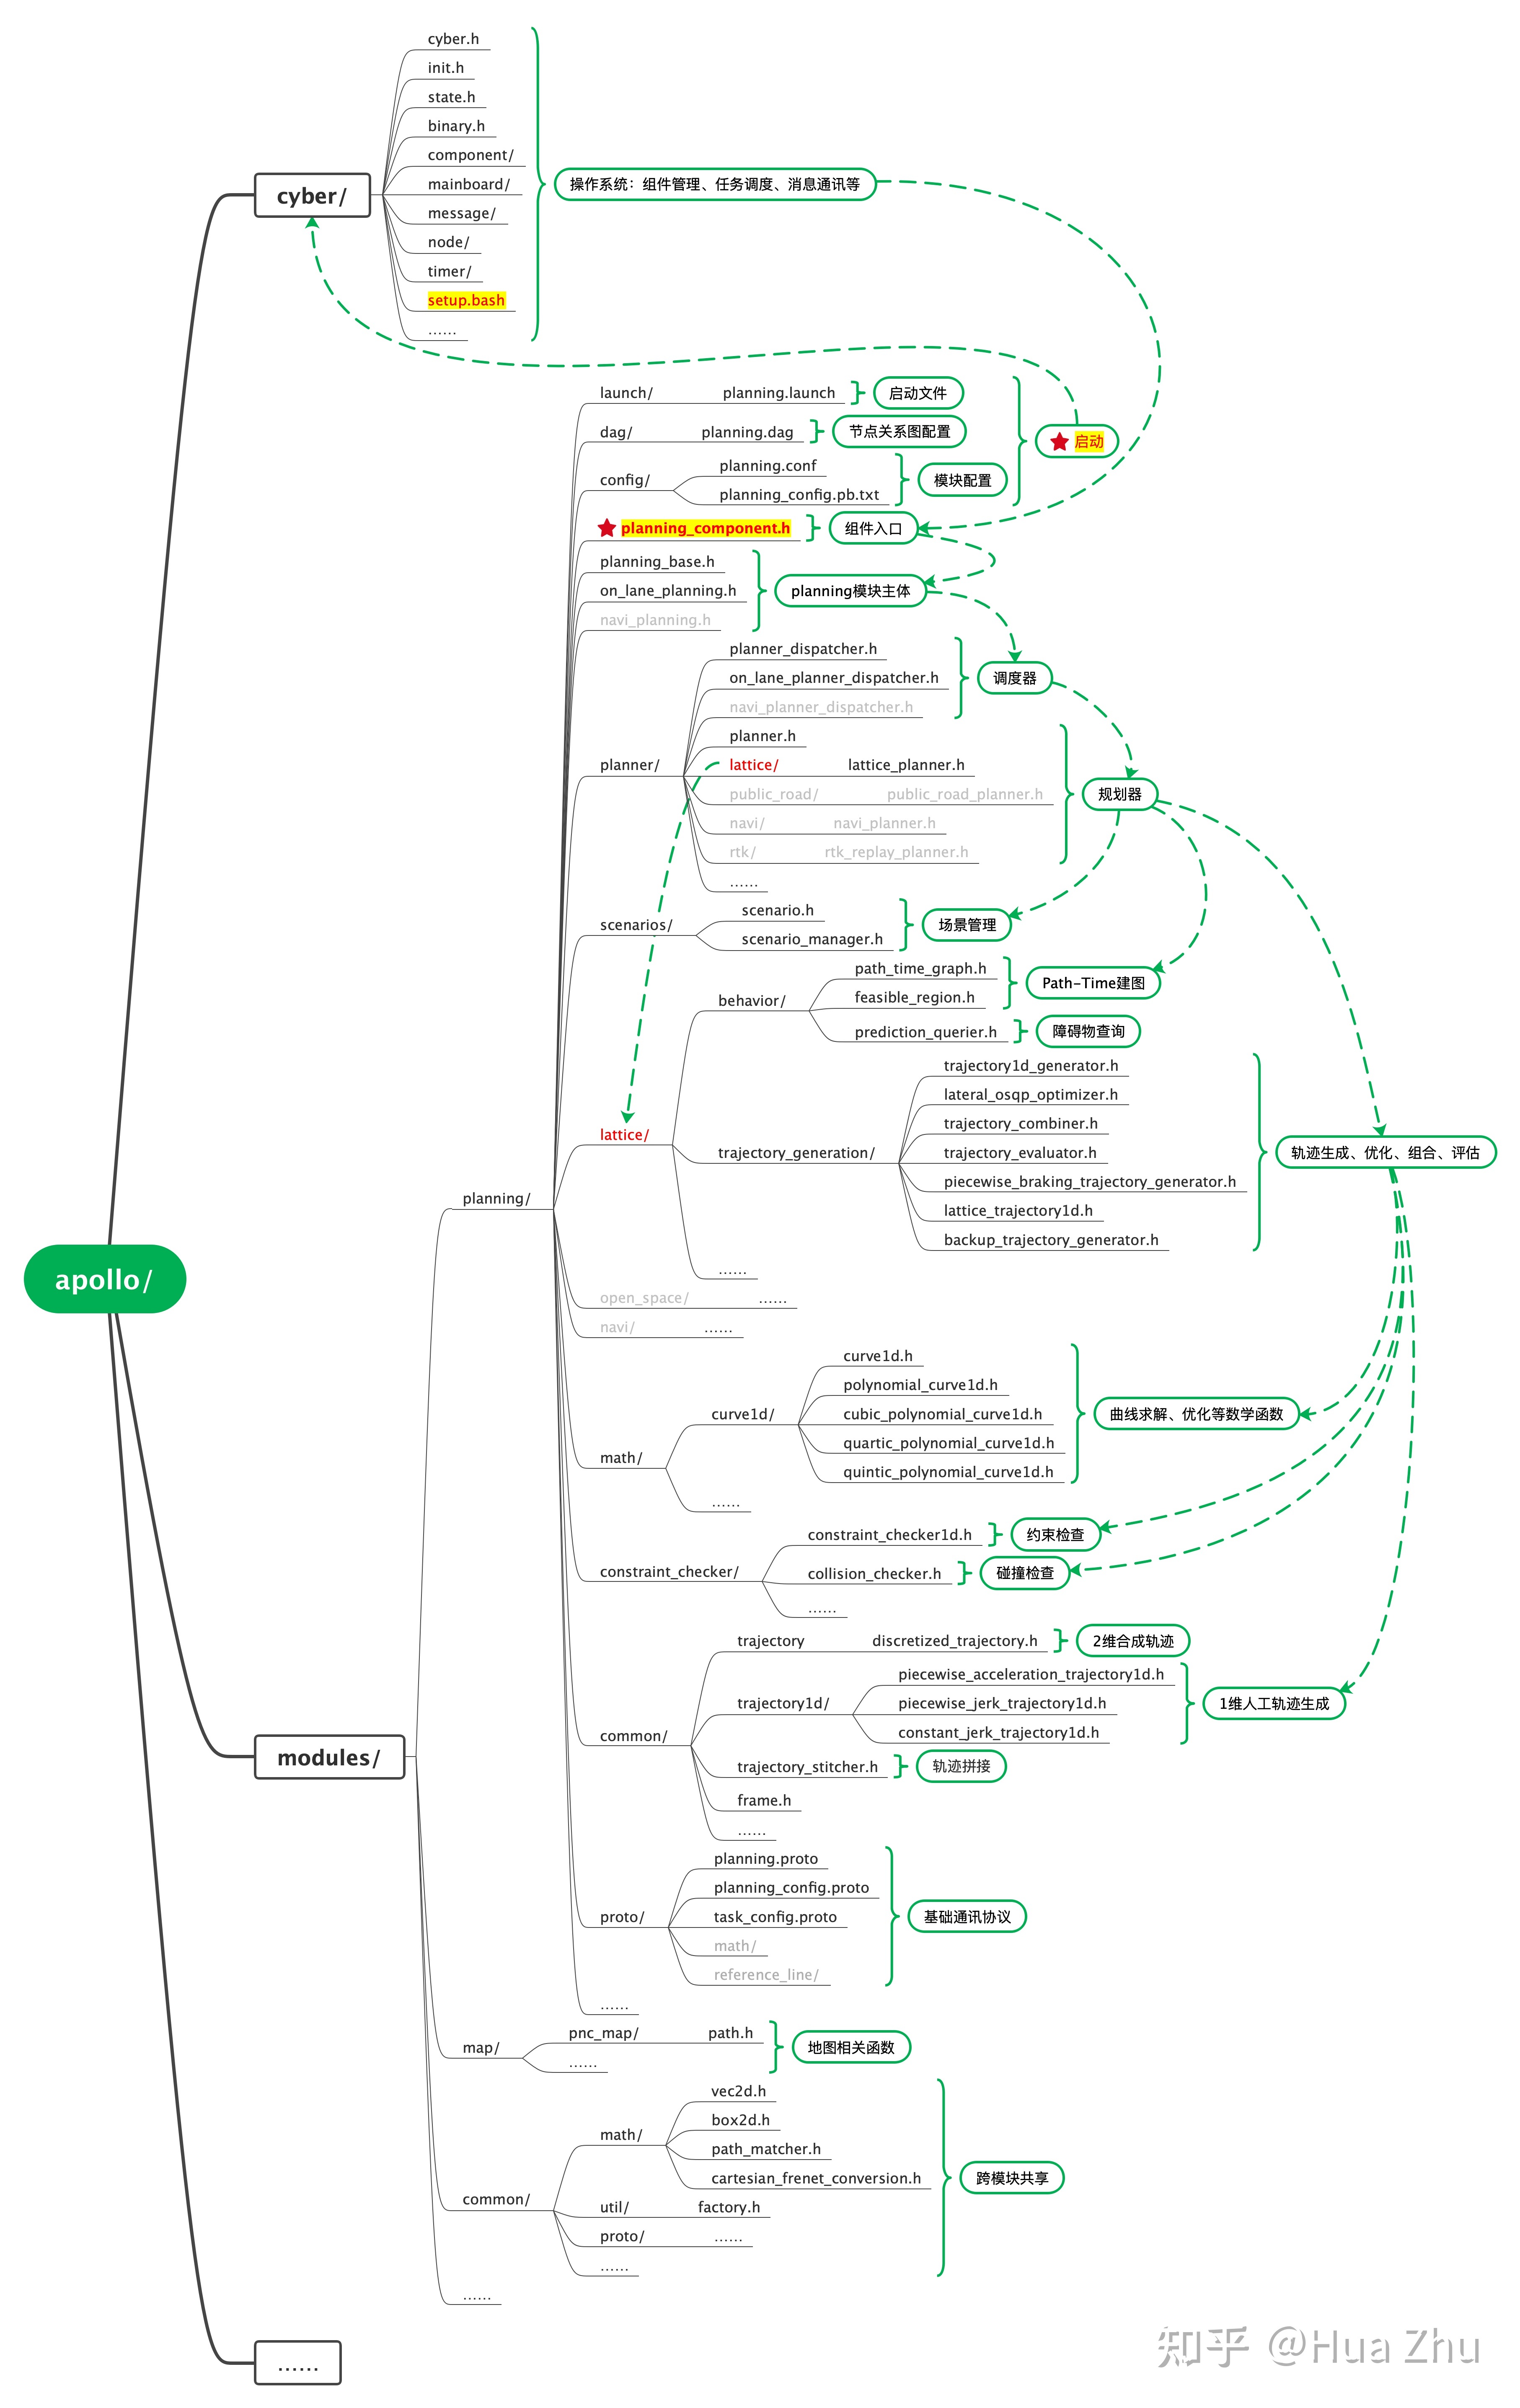 cyber.h
init.h
state.h
binary.h
component/
cyber/
操作系统：组件管理、任务调度、消息通讯等
mainboard/
message/
node/
timer/
setup.bash
……
launch/ planning.launch 启动文件
dag/ planning.dag 节点关系图配置
启动
config/
planning.conf
planning_config.pb.txt
模块配置
planning_component.h 组件入口
planning_base.h
on_lane_planning.h
navi_planning.h
planning模块主体
planner/
planner_dispatcher.h
on_lane_planner_dispatcher.h
navi_planner_dispatcher.h
调度器
planner.h
lattice/ lattice_planner.h
public_road/ public_road_planner.h
navi/ navi_planner.h
rtk/ rtk_replay_planner.h
规划器
……
scenarios/
scenario.h
scenario_manager.h
场景管理
behavior/
path_time_graph.h
feasible_region.h
Path-Time建图
prediction_querier.h 障碍物查询
lattice/
trajectory_generation/
trajectory1d_generator.h
lateral_osqp_optimizer.h
trajectory_combiner.h
trajectory_evaluator.h
piecewise_braking_trajectory_generator.h
lattice_trajectory1d.h
backup_trajectory_generator.h
轨迹生成、优化、组合、评估
……
planning/
apollo/
open_space/ ……
navi/ ……
math/
curve1d/
curve1d.h
polynomial_curve1d.h
cubic_polynomial_curve1d.h
quartic_polynomial_curve1d.h
quintic_polynomial_curve1d.h
曲线求解、优化等数学函数
……
constraint_checker/
constraint_checker1d.h 约束检查
collision_checker.h 碰撞检查
……
common/
trajectory discretized_trajectory.h 2维合成轨迹
trajectory1d/
piecewise_acceleration_trajectory1d.h
piecewise_jerk_trajectory1d.h
constant_jerk_trajectory1d.h
1维人工轨迹生成
trajectory_stitcher.h 轨迹拼接
frame.h
……
modules/
proto/
planning.proto
planning_config.proto
task_config.proto
math/
reference_line/
基础通讯协议
……
map/
pnc_map/ path.h
……
地图相关函数
common/
math/
vec2d.h
box2d.h
path_matcher.h
cartesian_frenet_conversion.h
跨模块共享
util/ factory.h
proto/ ……
……
……
……
知乎 @Hua Zhu